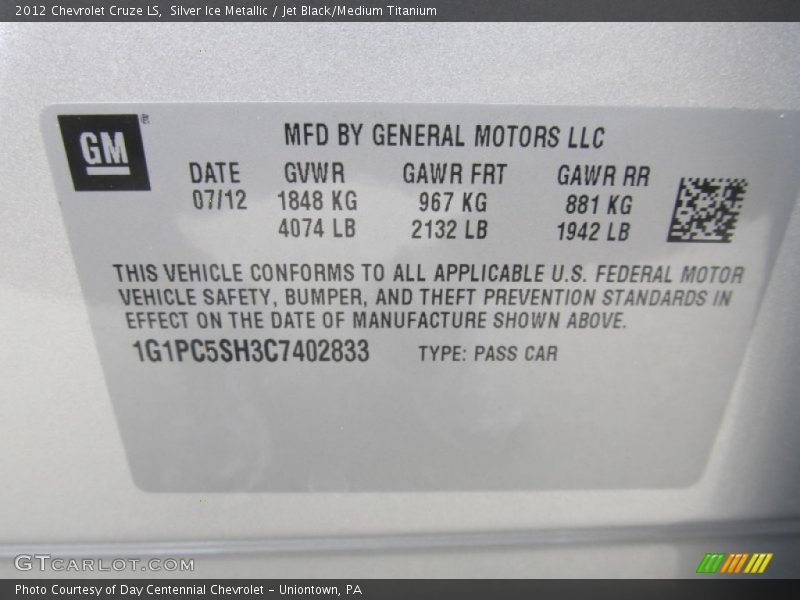 2012 Chevrolet Cruze LS, Silver Ice Metallic / Jet Black/Medium Titanium
GM®
MFD BY GENERAL MOTORS LLC
DATE GVWR GAWR FRT GAWR RR
07/12 1848 KG 967 KG 881 KG
4074 LB 2132 LB 1942 LB
THIS VEHICLE CONFORMS TO ALL APPLICABLE U.S. FEDERAL MOTOR
VEHICLE SAFETY, BUMPER, AND THEFT PREVENTION STANDARDS IN
EFFECT ON THE DATE OF MANUFACTURE SHOWN ABOVE.
1G1PC5SH3C7402833 TYPE: PASS CAR
GTCARLOT.COM
Photo Courtesy of Day Centennial Chevrolet - Uniontown, PA